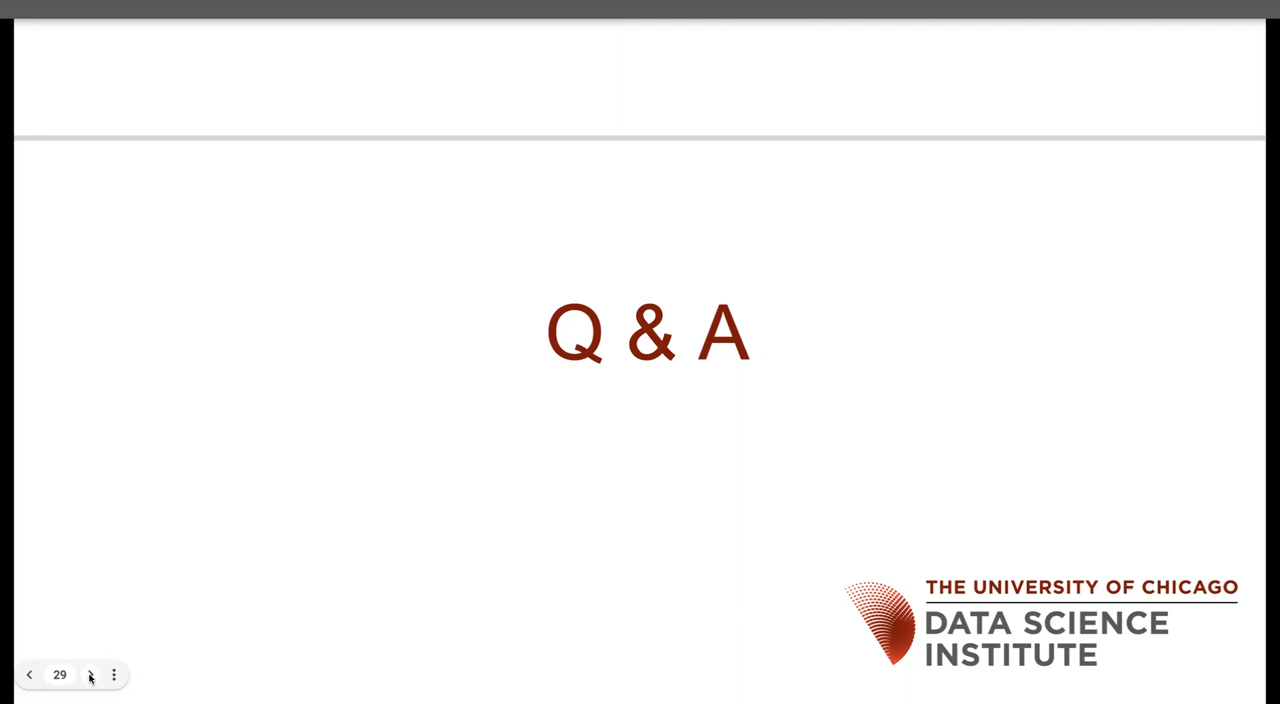 Q & A
THE UNIVERSITY OF CHICAGO
DATA SCIENCE
INSTITUTE
29